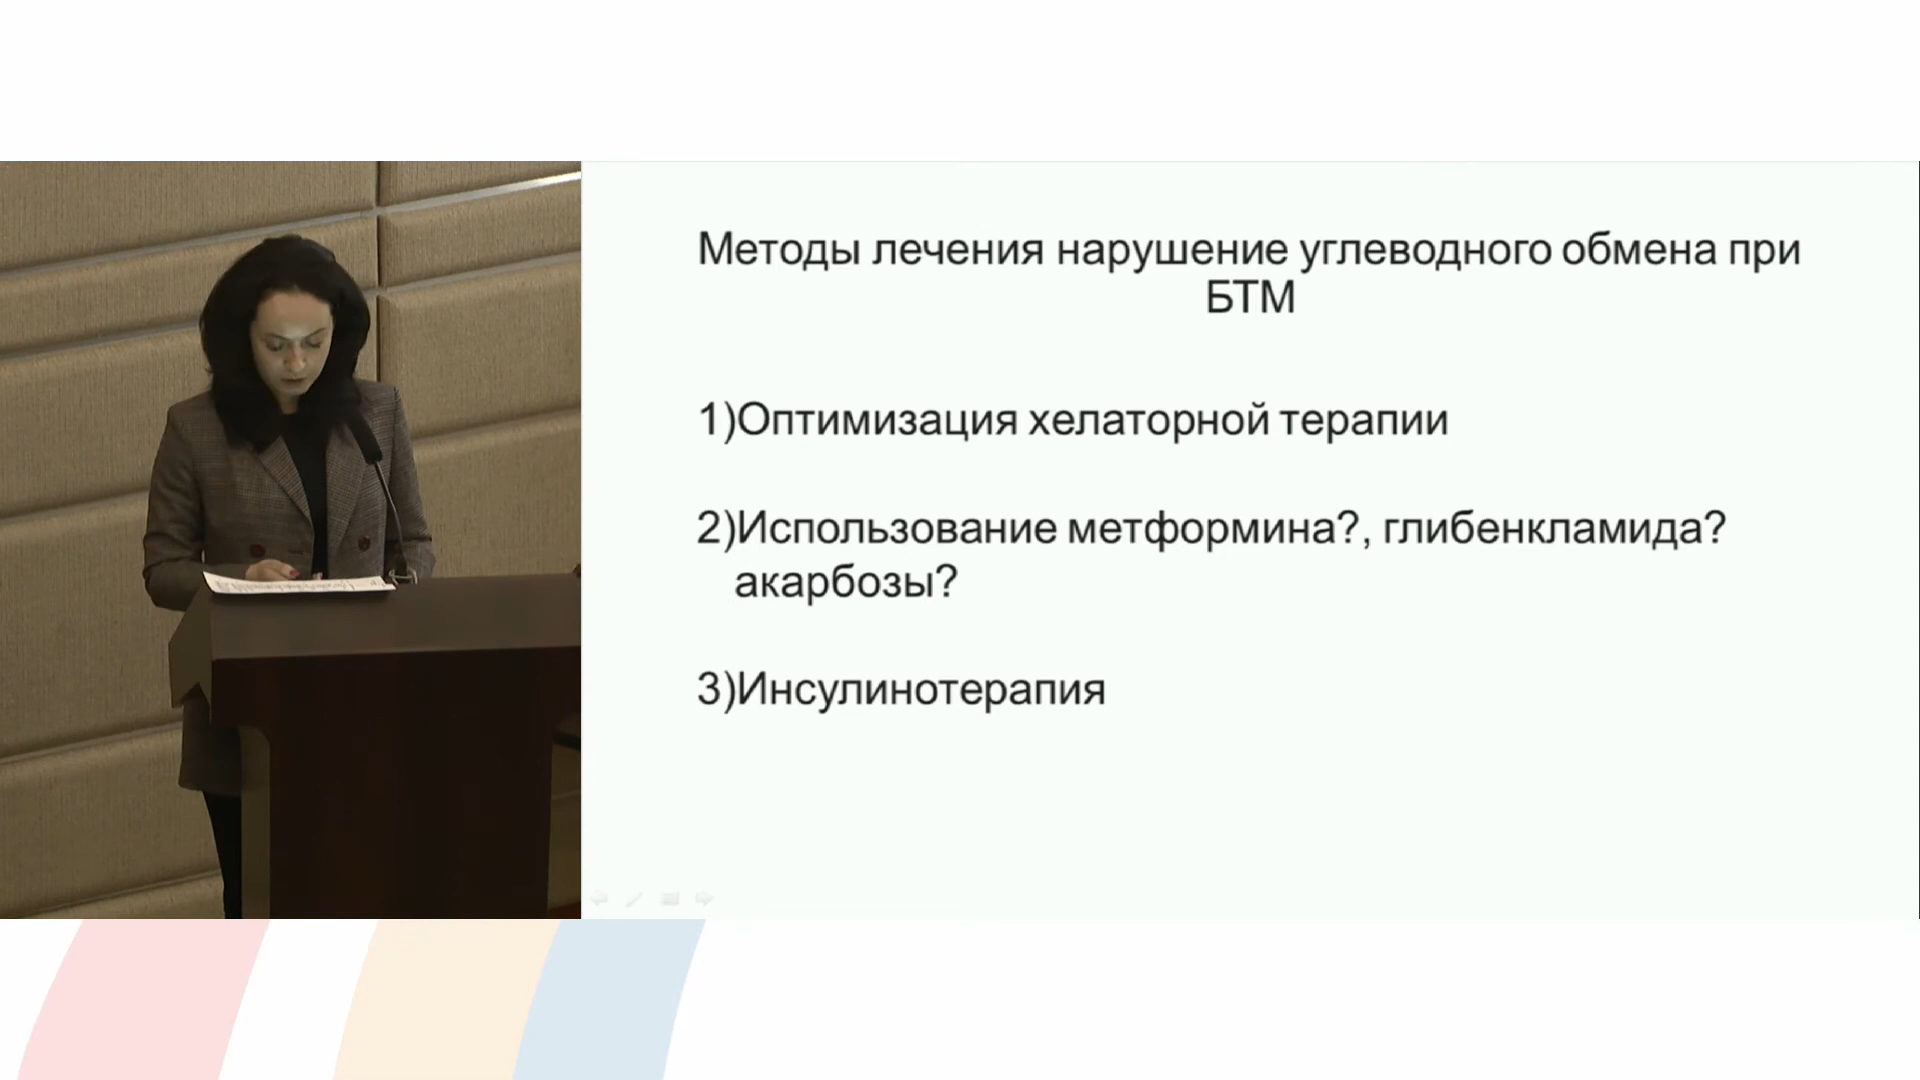 Методы лечения нарушение углеводного обмена при
БТМ
1)Оптимизация хелаторной терапии
2)Использование метформина?, глибенкламида?
акарбозы?
3)Инсулинотерапия